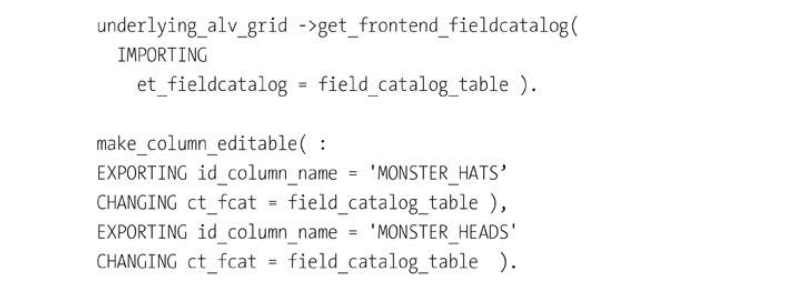 underlying_alv_grid ->get_frontend_fieldcatalog(
IMPORTING
et_fieldcatalog = field_catalog_table ).
make_column_editable( :
EXPORTING id_column_name = 'MONSTER_HATS’
CHANGING ct_fcat = field_catalog_table ),
EXPORTING id_column_name = 'MONSTER_HEADS'
CHANGING ct_fcat = field_catalog_table  ).